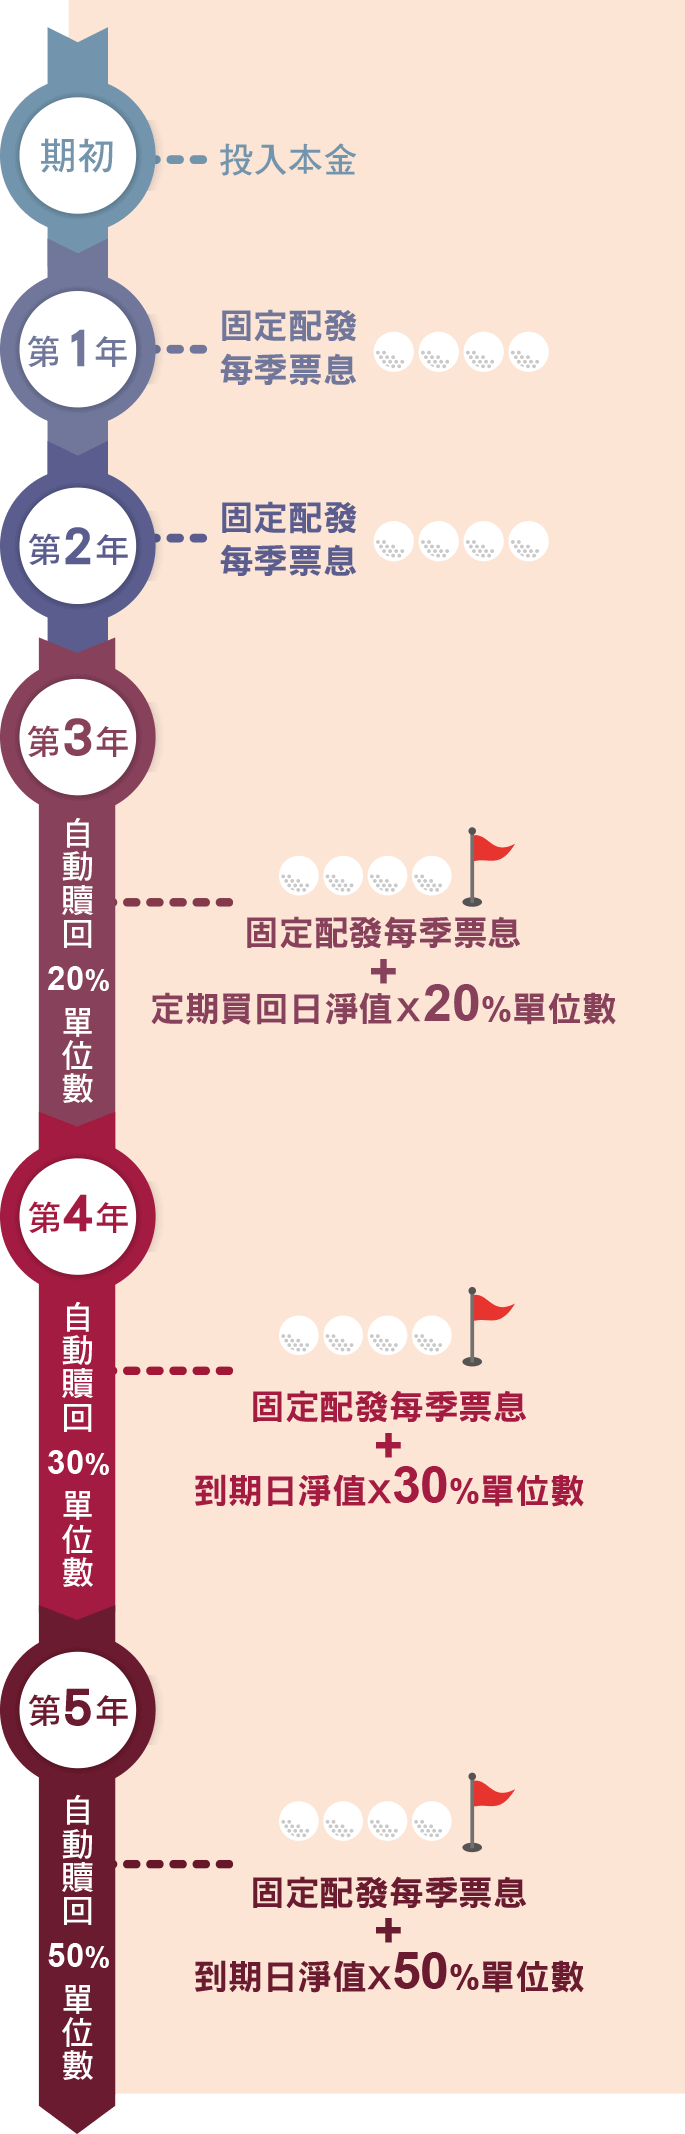 期初
投入本金
第1年
固定配發
每季票息
第2年
固定配發
每季票息
第3年
自動贖回
20%
單位數
固定配發每季票息
+
定期買回日淨值x20%單位數
第4年
自動贖回
30%
單位數
固定配發每季票息
+
到期日淨值x30%單位數
第5年
自動贖回
50%
單位數
固定配發每季票息
+
到期日淨值x50%單位數